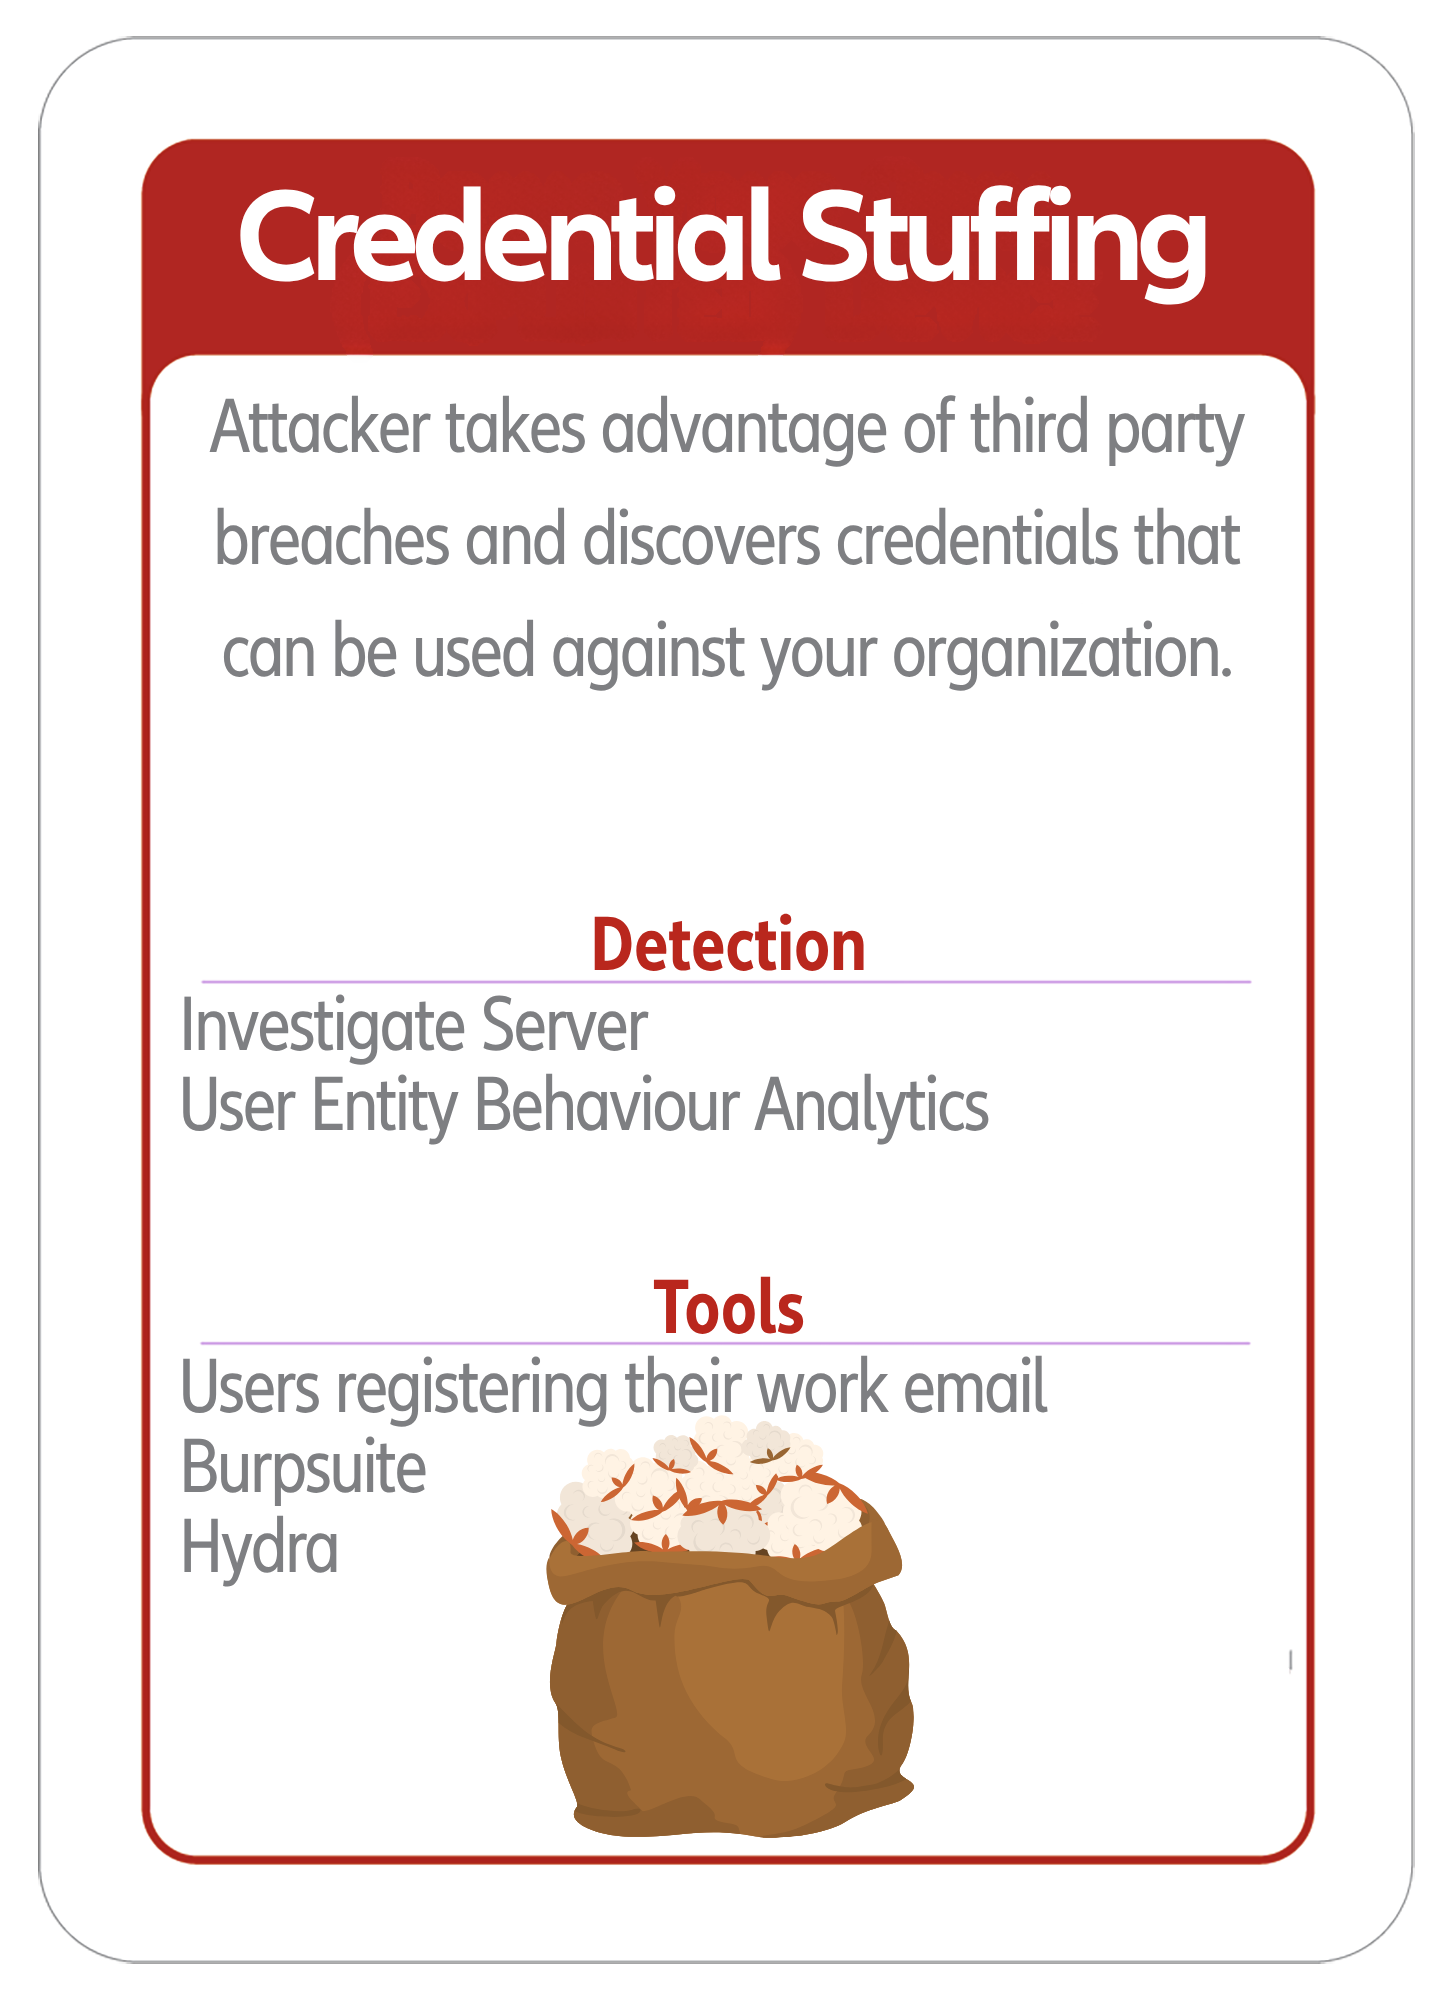 Credential Stuffing
Attacker takes advantage of third party
breaches and discovers credentials that
can be used against your organization.
Detection
Investigate Server
User Entity Behaviour Analytics
Tools
Users registering their work email
Burpsuite
Hydra